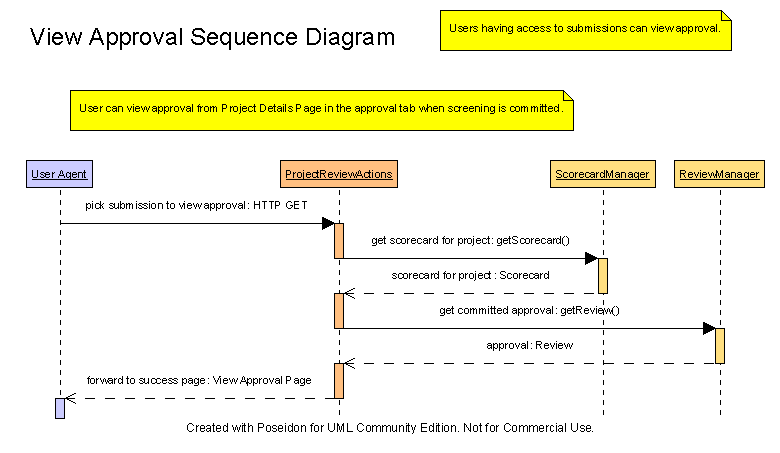 View Approval Sequence Diagram
Users having access to submissions can view approval.
User can view approval from Project Details Page in the approval tab when screening is committed.
User Agent
ProjectReviewActions
ScorecardManager
ReviewManager
pick submission to view approval: HTTP GET
get scorecard for project: getScorecard()
scorecard for project: Scorecard
get committed approval: getReview()
approval: Review
forward to success page: View Approval Page
Created with Poseidon for UML Community Edition. Not for Commercial Use.